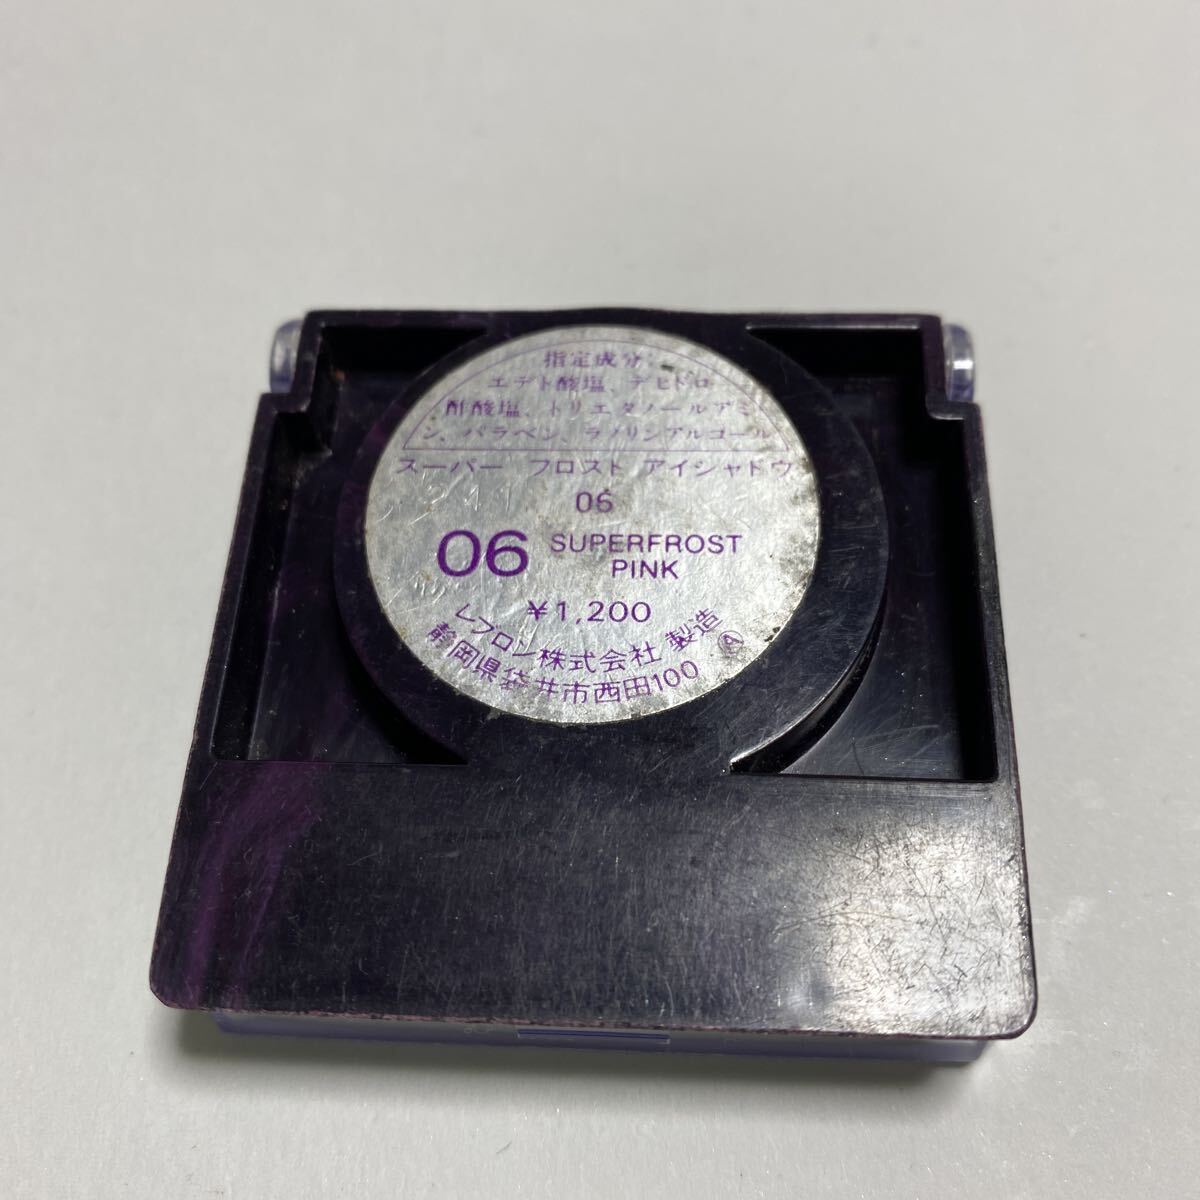 指定成分:
エデト酸塩、デヒドロ
酢酸塩、トリエタノールアミ
ン、パラベン、ラノリンアルコール
スーパー フロスト アイシャドウ
06
06 SUPERFROST
PINK
¥1,200
レブロン株式会社 製造 Ⓐ
静岡県袋井市西田100